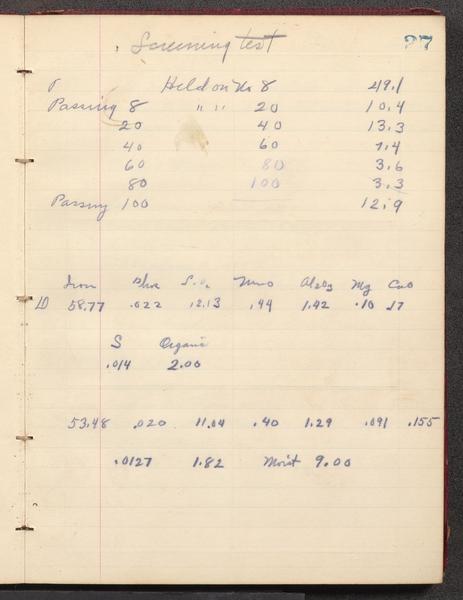 Screening test 27
Held on No 8 49.1
Passing 8 " " 20 10.4
20 40 13.3
40 60 7.4
60 80 3.6
80 100 3.3
Passing 100 12.9
Iron Phos S.O2 Mno Al2O3 Mg CaO
D 58.77 .022 12.13 .44 1.42 .10 .17
S Organic
.014 2.00
53.48 .020 11.04 .40 1.29 .091 .155
.0127 1.82 Moist 9.00